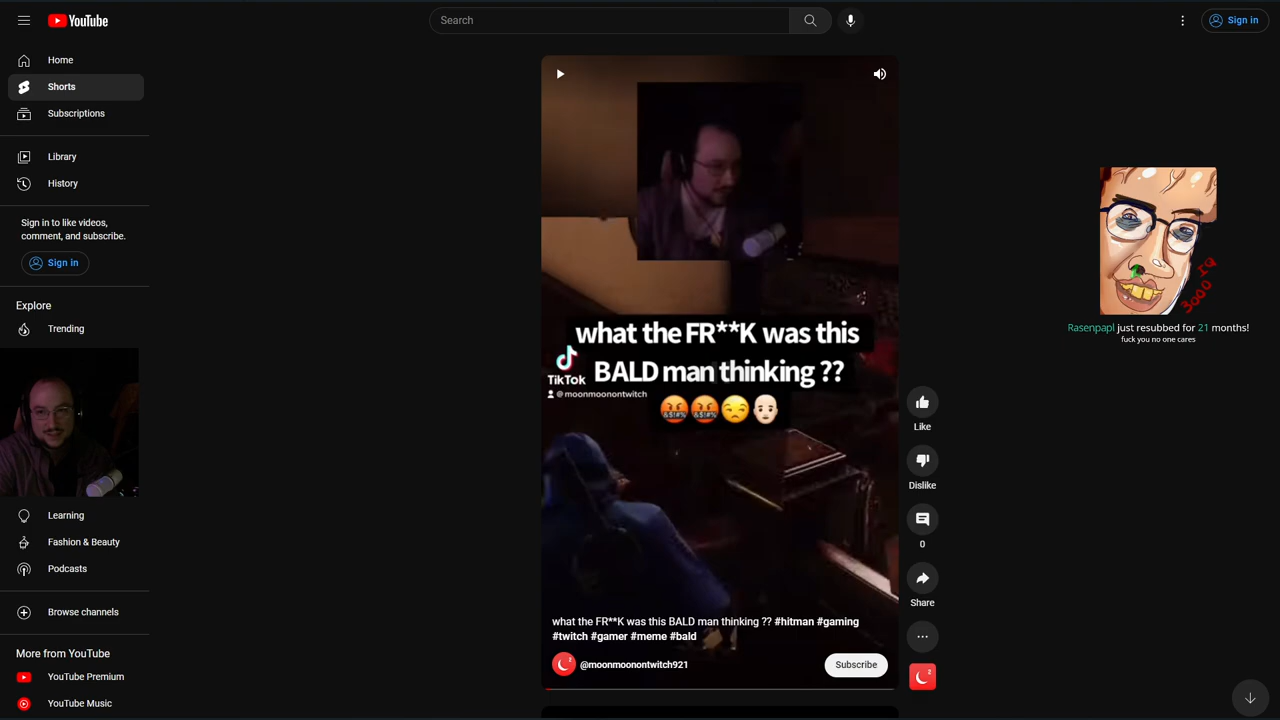 YouTube
Search
Sign in
Home
Shorts
Subscriptions
Library
History
Sign in to like videos,
comment, and subscribe.
Sign in
Explore
Trending
Learning
Fashion & Beauty
Podcasts
Browse channels
More from YouTube
YouTube Premium
YouTube Music
what the FR**K was this
BALD man thinking ??
TikTok
@moonmoonontwitch
what the FR**K was this BALD man thinking ?? #hitman #gaming
#twitch #gamer #meme #bald
@moonmoonontwitch921
Subscribe
Like
Dislike
0
Share
IQ
3000
Rasenpapl just resubbed for 21 months!
fuck you no one cares